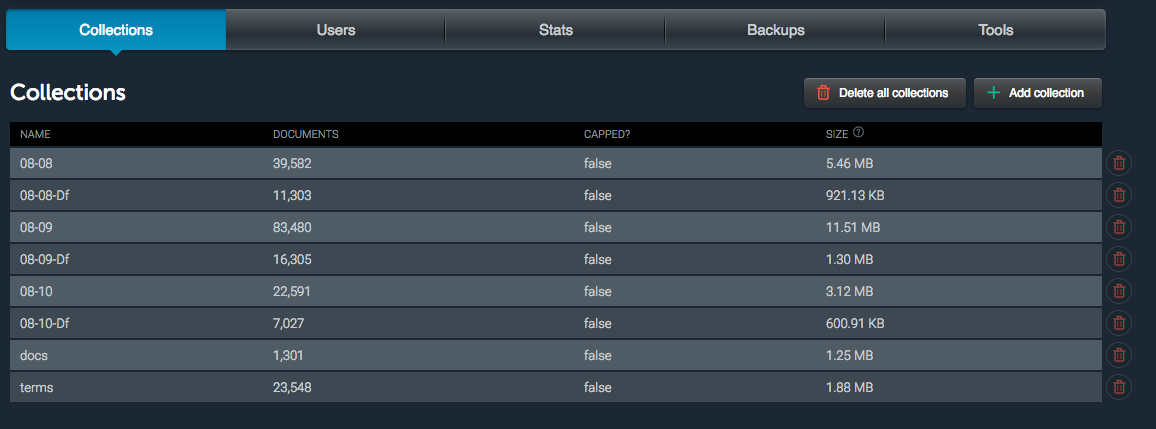 Collections Users Stats Backups Tools
Collections Delete all collections Add collection
NAME DOCUMENTS CAPPED? SIZE ?
08-08 39,582 false 5.46 MB
08-08-Df 11,303 false 921.13 KB
08-09 83,480 false 11.51 MB
08-09-Df 16,305 false 1.30 MB
08-10 22,591 false 3.12 MB
08-10-Df 7,027 false 600.91 KB
docs 1,301 false 1.25 MB
terms 23,548 false 1.88 MB